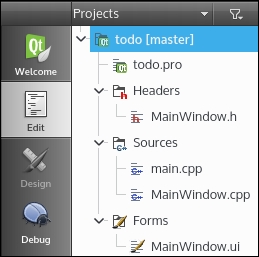 Projects
Qt
Welcome
Edit
Design
Debug
todo [master]
todo.pro
Headers
MainWindow.h
Sources
main.cpp
MainWindow.cpp
Forms
MainWindow.ui